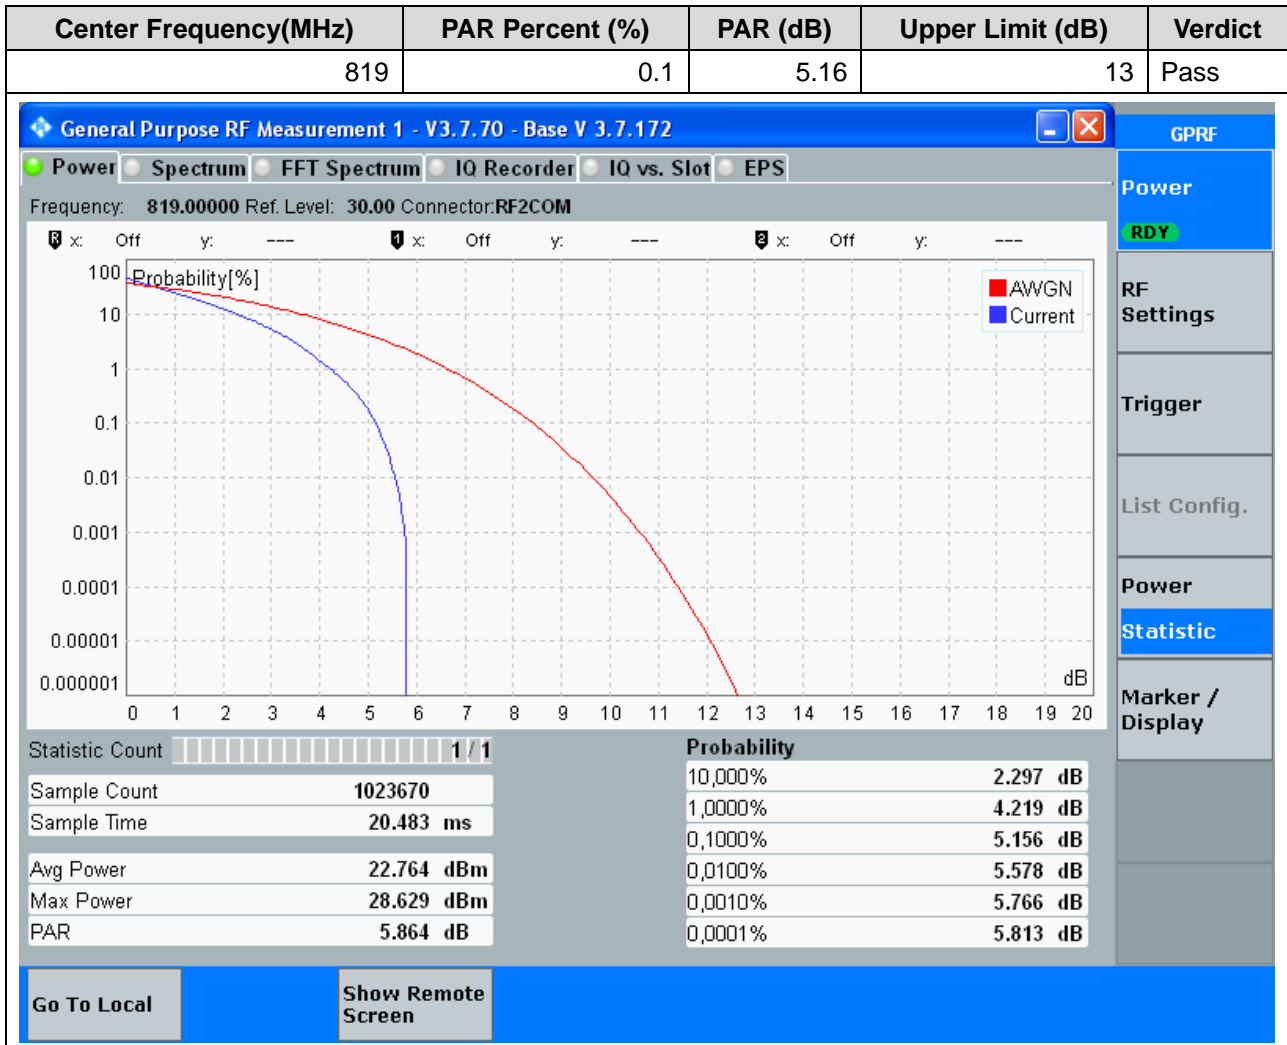 Center Frequency(MHz) PAR Percent (%) PAR (dB) Upper Limit (dB) Verdict
819 0.1 5.16 13 Pass
General Purpose RF Measurement 1 - V3.7.70 - Base V 3.7.172
GPRF
Power Spectrum FFT Spectrum IQ Recorder IQ vs. Slot EPS
Frequency: 819.00000 Ref. Level: 30.00 Connector:RF2COM
R x: Off y: --- 1 x: Off y: --- 2 x: Off y: ---
Power
RDY
RF
Settings
Trigger
List Config.
Power
Statistic
Marker /
Display
Probability[%]
AWGN
Current
100
10
1
0.1
0.01
0.001
0.0001
0.00001
0.000001
dB
0 1 2 3 4 5 6 7 8 9 10 11 12 13 14 15 16 17 18 19 20
Statistic Count 1 / 1
Sample Count 1023670
Sample Time 20.483 ms
Avg Power 22.764 dBm
Max Power 28.629 dBm
PAR 5.864 dB
Probability
10,000% 2.297 dB
1,0000% 4.219 dB
0,1000% 5.156 dB
0,0100% 5.578 dB
0,0010% 5.766 dB
0,0001% 5.813 dB
Go To Local
Show Remote
Screen